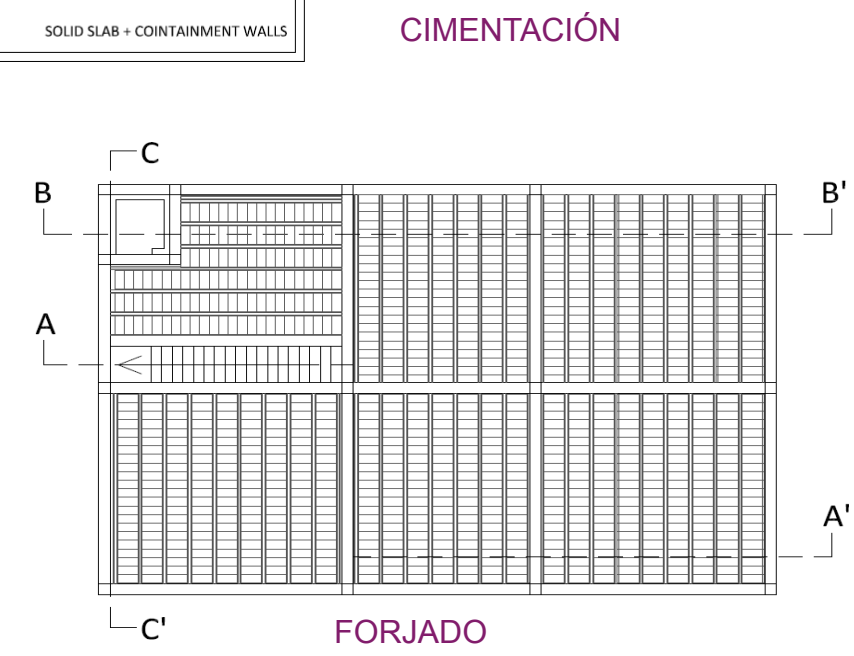 SOLID SLAB + COINTAINMENT WALLS
CIMENTACIÓN
C
B
B'
A
A'
C'
FORJADO